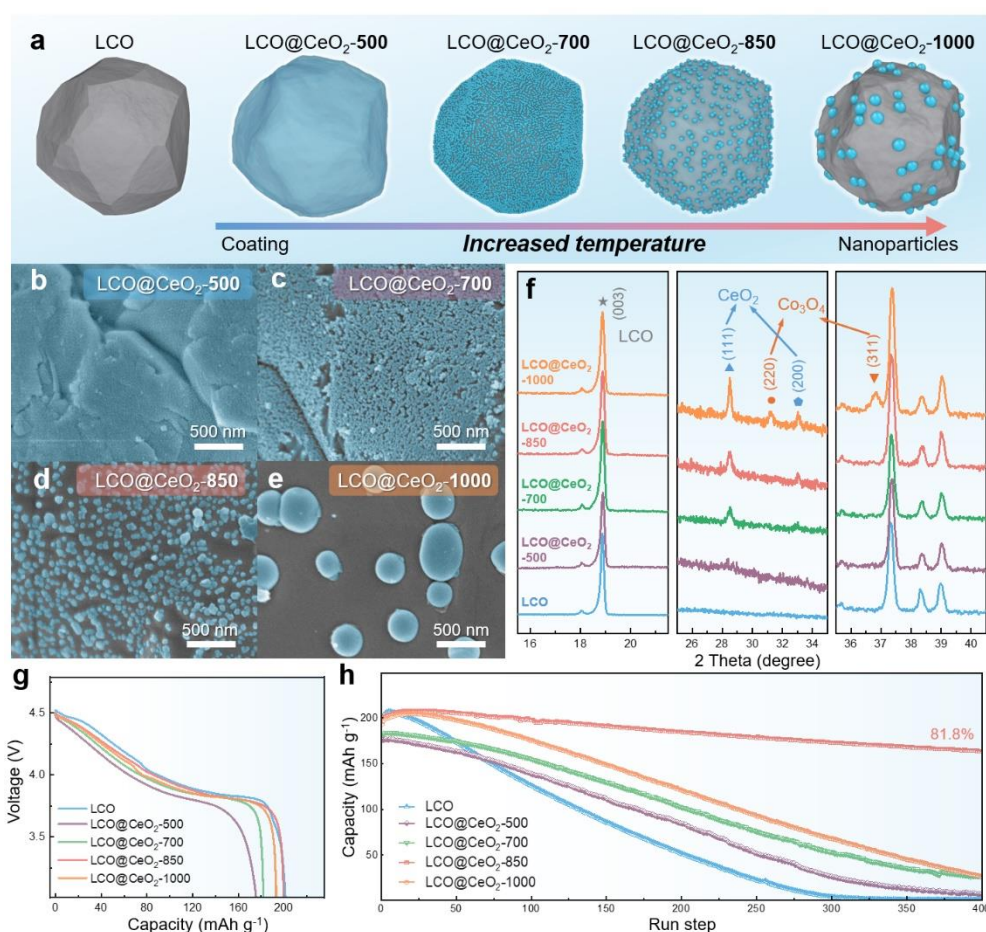 a
LCO
LCO@CeO₂-500
LCO@CeO₂-700
LCO@CeO₂-850
LCO@CeO₂-1000
Coating
Increased temperature
Nanoparticles
b
LCO@CeO₂-500
500 nm
c
LCO@CeO₂-700
500 nm
d
LCO@CeO₂-850
500 nm
e
LCO@CeO₂-1000
500 nm
f
(003)
LCO
LCO@CeO₂
-1000
LCO@CeO₂
-850
LCO@CeO₂
-700
LCO@CeO₂
-500
LCO
16 18 20
CeO₂
Co₃O₄
(111)
(220)
(200)
(311)
26 28 30 32 34
36 37 38 39 40
2 Theta (degree)
g
Voltage (V)
4.5
4.0
3.5
LCO
LCO@CeO₂-500
LCO@CeO₂-700
LCO@CeO₂-850
LCO@CeO₂-1000
0 40 80 120 160 200
Capacity (mAh g⁻¹)
h
Capacity (mAh g⁻¹)
200
150
100
50
81.8%
LCO
LCO@CeO₂-500
LCO@CeO₂-700
LCO@CeO₂-850
LCO@CeO₂-1000
0 50 100 150 200 250 300 350 400
Run step